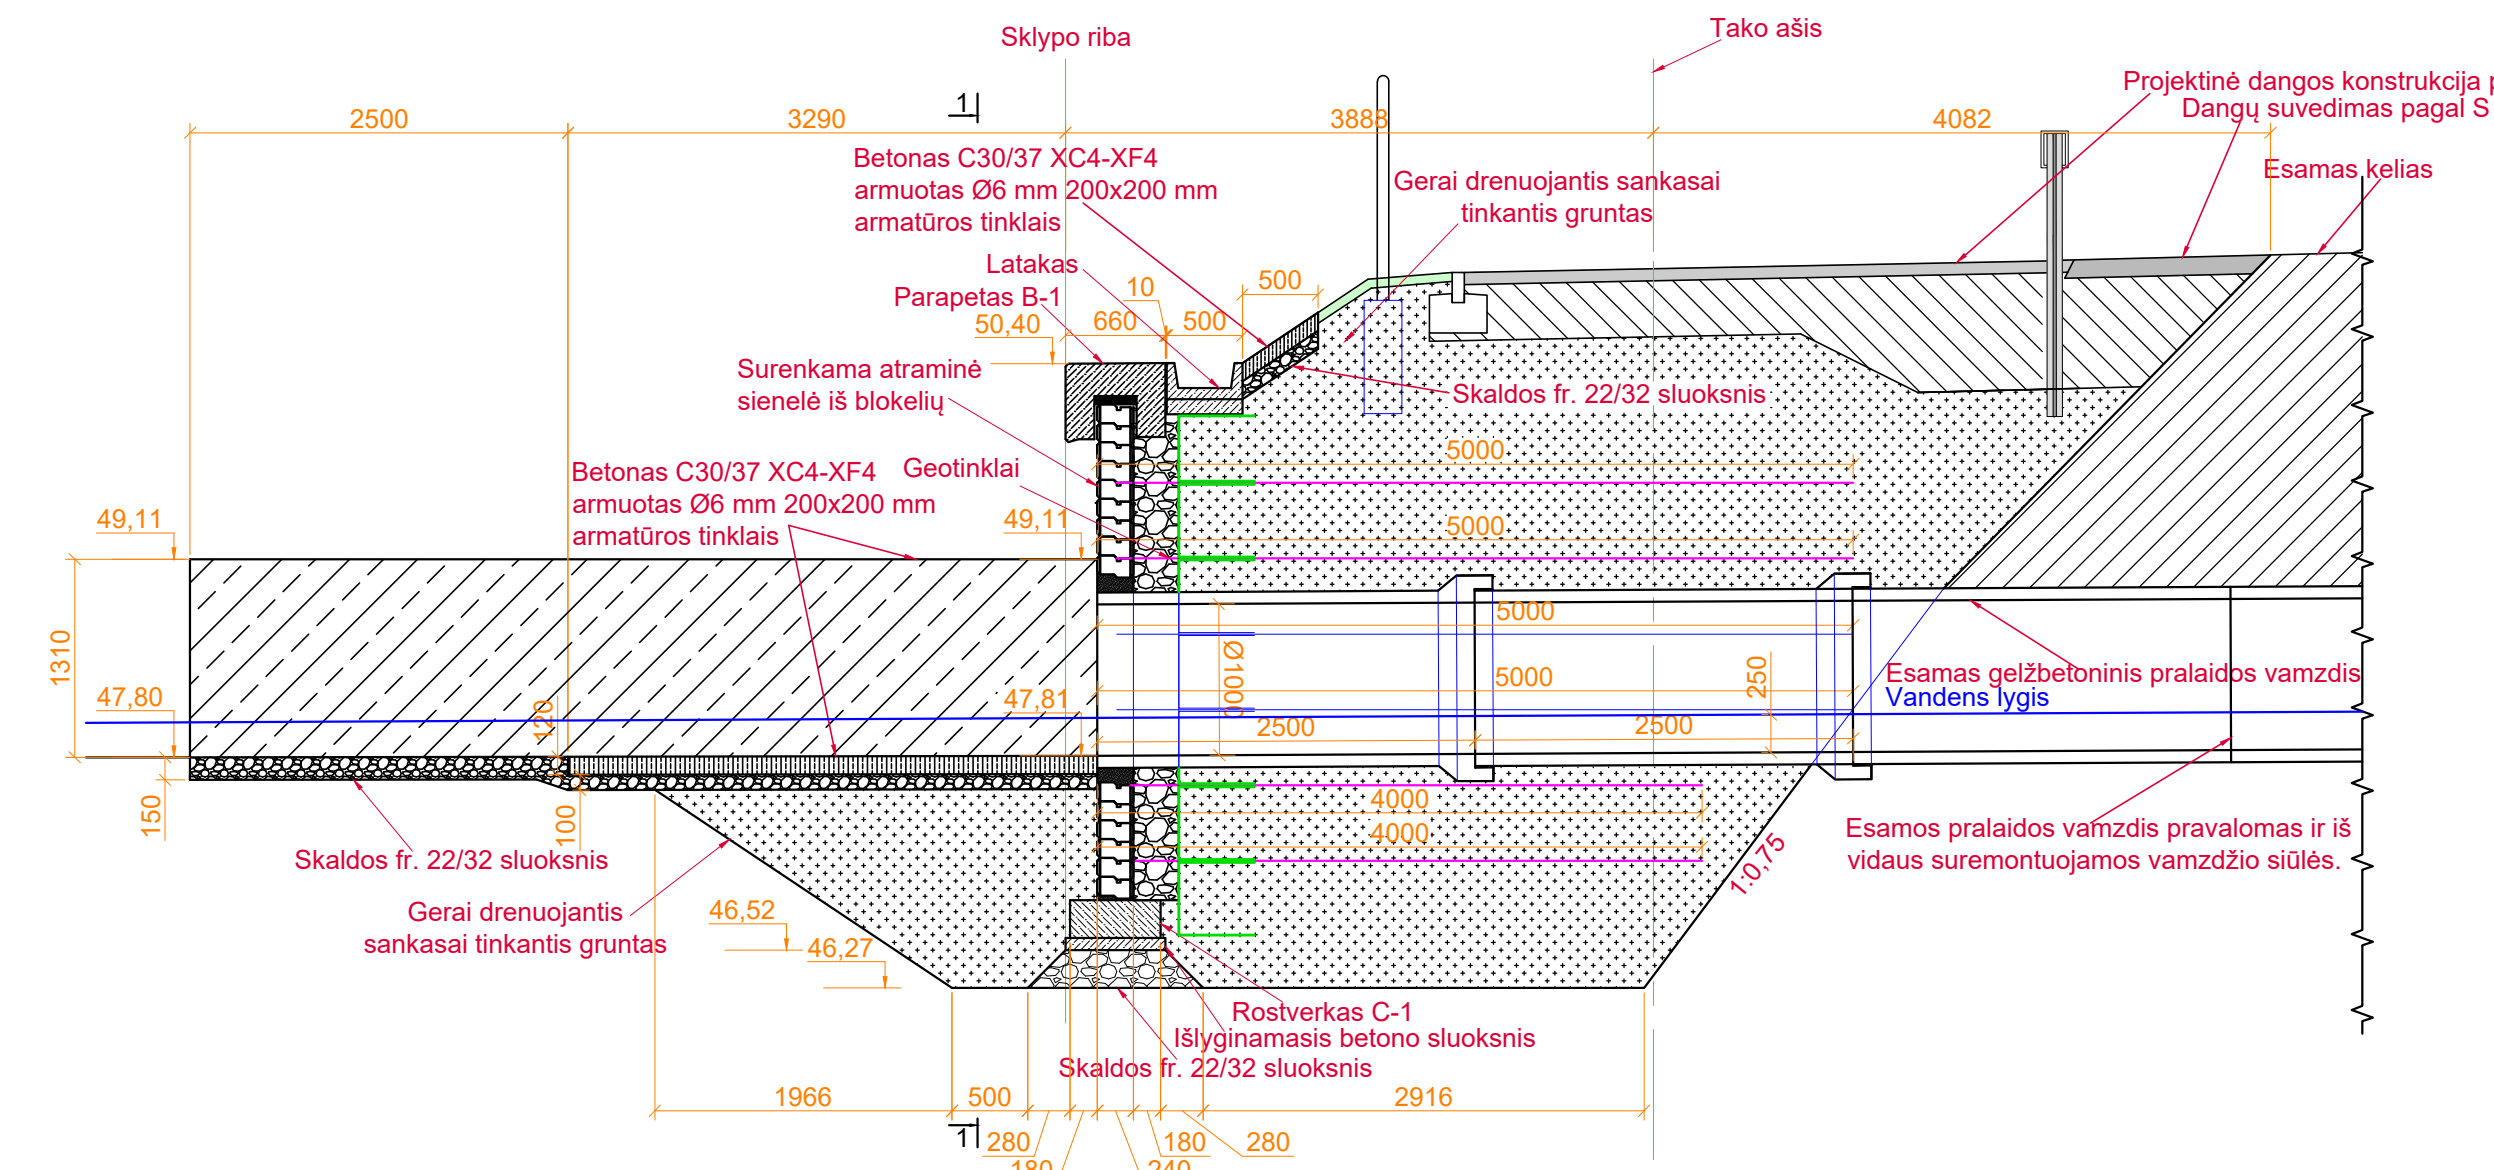 Sklypo riba
Tako ašis
Projektinė dangos konstrukcija
Dangų suvedimas pagal S
Esamas kelias
2500
3290
1
3888
4082
Betonas C30/37 XC4-XF4
armuotas Ø6 mm 200x200 mm
armatūros tinklais
Gerai drenuojantis sankasai
tinkantis gruntas
Latakas
Parapetas B-1
10
500
50,40
660
500
Surenkama atraminė
sienelė iš blokelių
Skaldos fr. 22/32 sluoksnis
5000
Betonas C30/37 XC4-XF4
armuotas Ø6 mm 200x200 mm
armatūros tinklais
Geotinklai
49,11
49,11
5000
1310
5000
Ø1000
5000
250
Esamas gelžbetoninis pralaidos vamzdis
Vandens lygis
47,80
47,81
120
2500
2500
150
100
4000
4000
1:0,75
Esamos pralaidos vamzdis pravalomas ir iš
vidaus suremontuojamos vamzdžio siūlės.
Skaldos fr. 22/32 sluoksnis
Gerai drenuojantis
sankasai tinkantis gruntas
46,52
46,27
Rostverkas C-1
Išlyginamasis betono sluoksnis
Skaldos fr. 22/32 sluoksnis
1966
500
2916
1
280
180
280
180
240